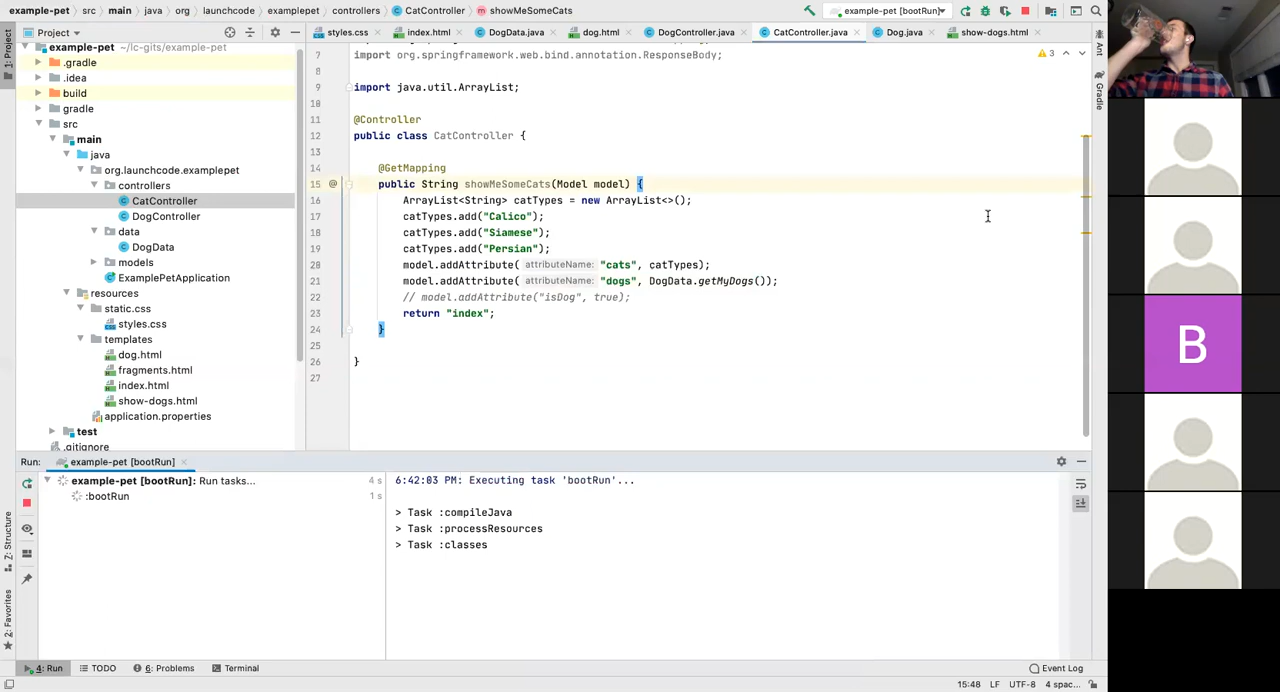 example-pet src main java org launchcode examplepet controllers CatController showMeSomeCats
example-pet [bootRun]
Project
styles.css index.html DogData.java dog.html DogController.java CatController.java Dog.java show-dogs.html
example-pet ~/lc-gits/example-pet
.gradle
.idea
build
gradle
src
main
java
org.launchcode.examplepet
controllers
CatController
DogController
data
DogData
models
ExamplePetApplication
resources
static.css
styles.css
templates
dog.html
fragments.html
index.html
show-dogs.html
application.properties
test
.gitignore
7 import org.springframework.web.bind.annotation.ResponseBody;
8
9 import java.util.ArrayList;
10
11 @Controller
12 public class CatController {
13
14 @GetMapping
15 @ public String showMeSomeCats(Model model) {
16 ArrayList<String> catTypes = new ArrayList<>();
17 catTypes.add("Calico");
18 catTypes.add("Siamese");
19 catTypes.add("Persian");
20 model.addAttribute( attributeName: "cats", catTypes);
21 model.addAttribute( attributeName: "dogs", DogData.getMyDogs());
22 // model.addAttribute("isDog", true);
23 return "index";
24 }
25
26 }
27
3
1: Project
Z: Structure
2: Favorites
Ant
Gradle
B
Run: example-pet [bootRun]
example-pet [bootRun]: Run tasks... 4 s
:bootRun 1 s
6:42:03 PM: Executing task 'bootRun'...
> Task :compileJava
> Task :processResources
> Task :classes
4: Run TODO 6: Problems Terminal Event Log
15:48 LF UTF-8 4 spac...